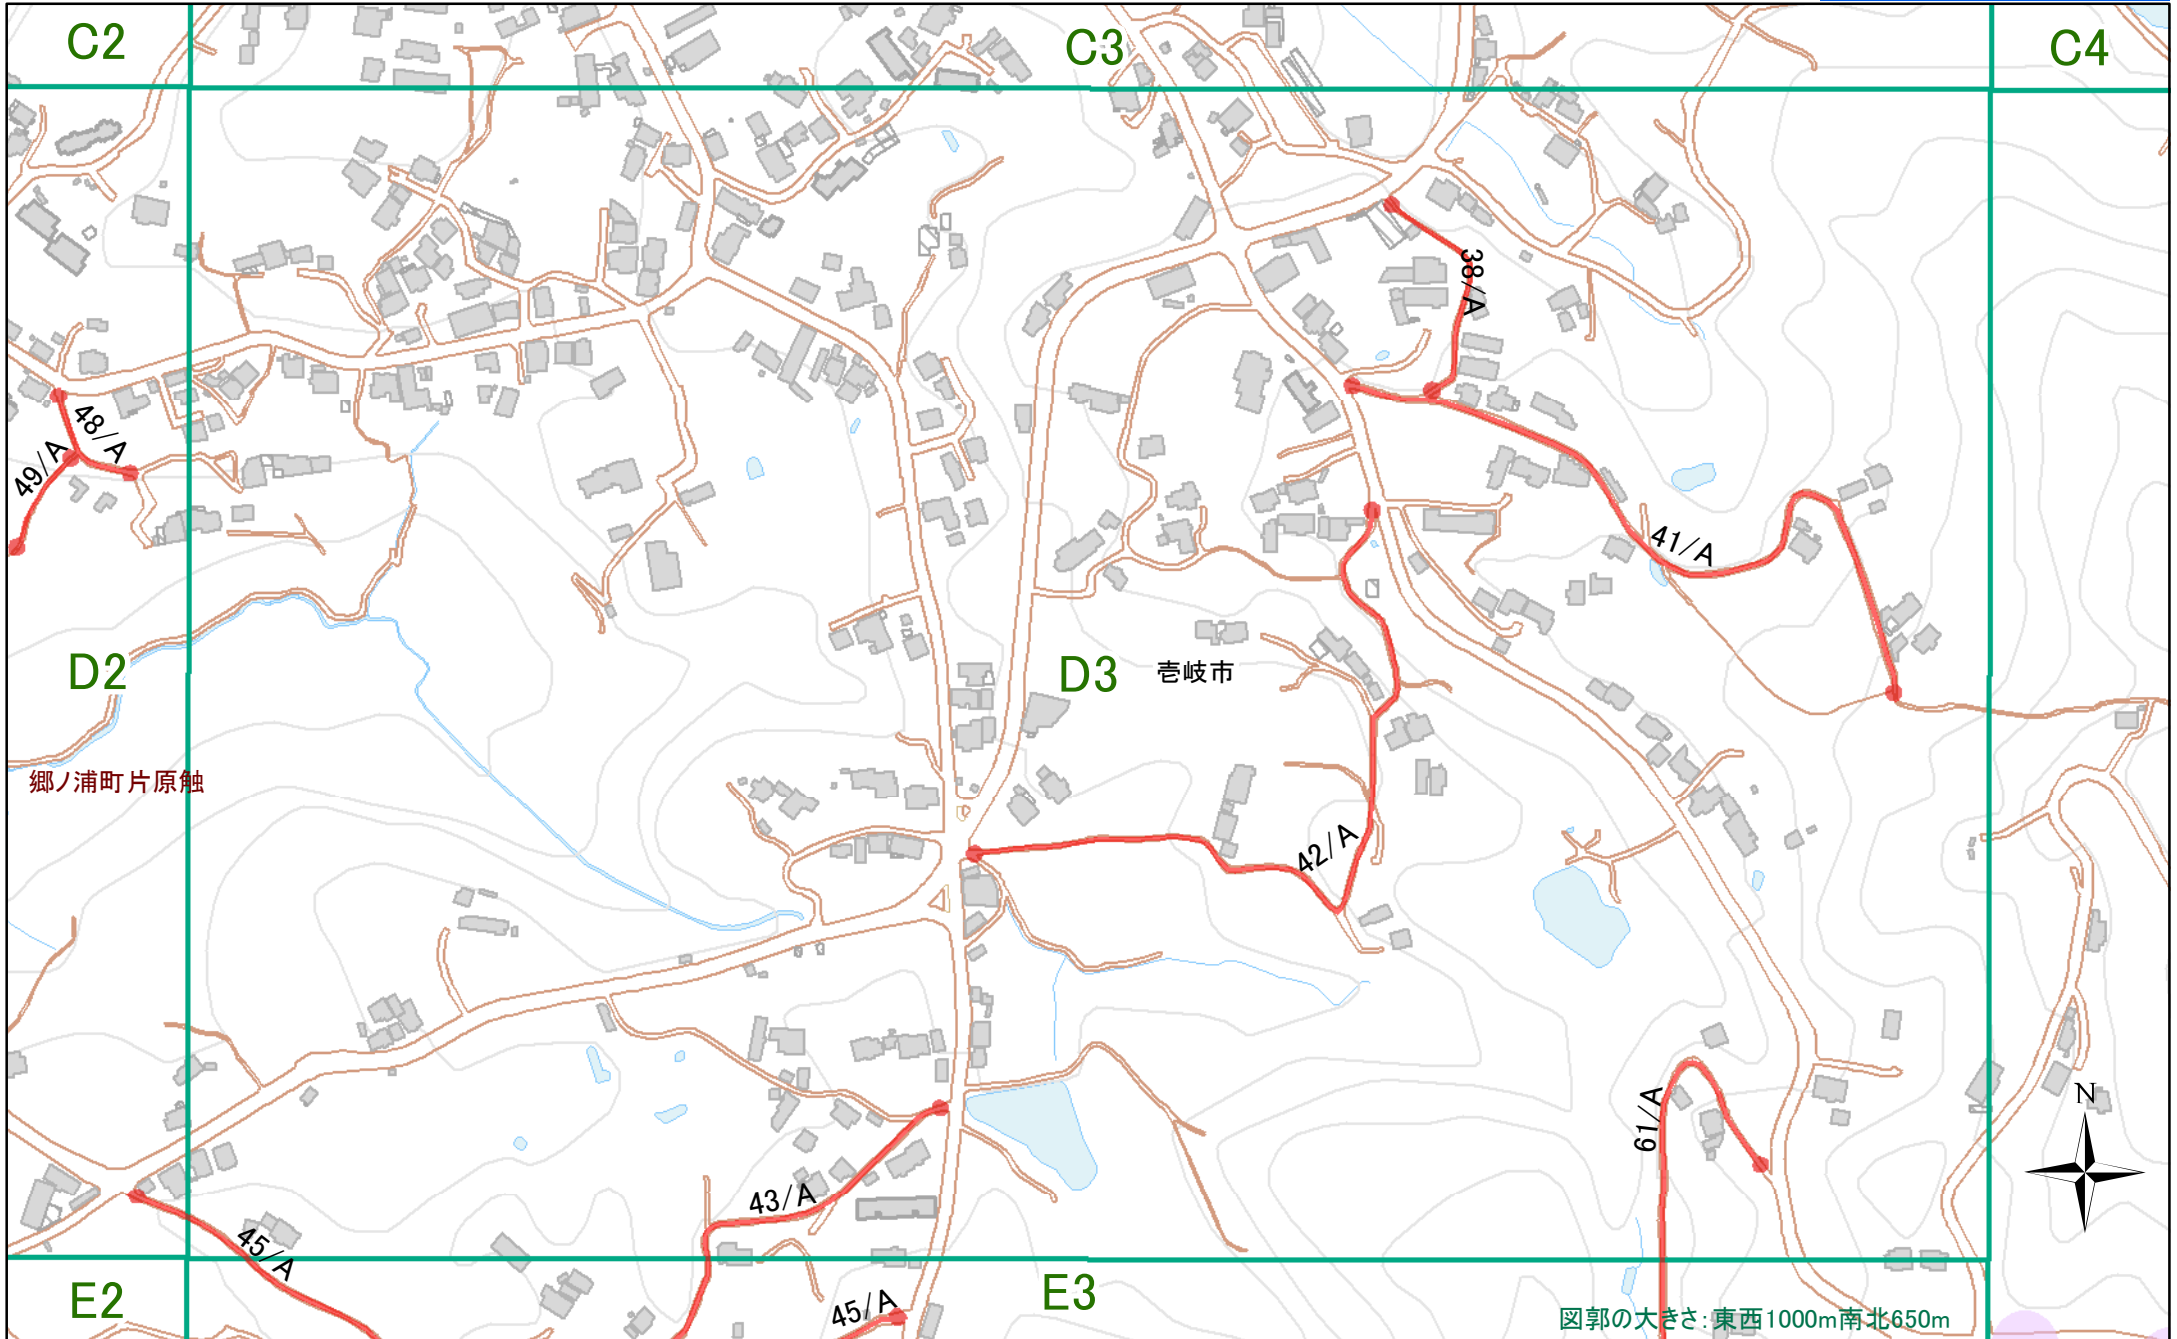 C2
C3
C4
38/A
48/A
49/A
41/A
D2
D3
壱岐市
郷ノ浦町片原触
42/A
N
61/A
43/A
45/A
E2
E3
45/A
図郭の大きさ:東西1000m南北650m